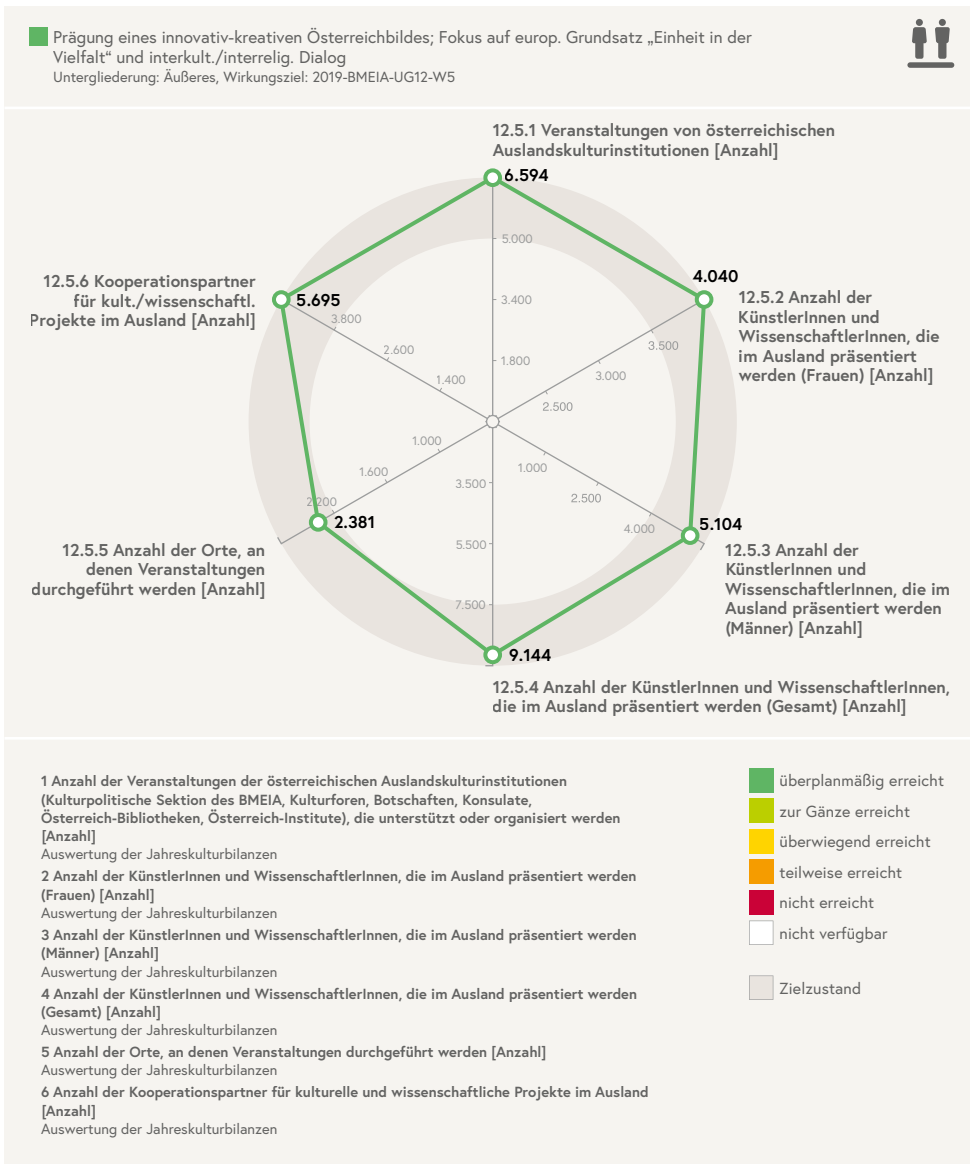 Prägung eines innovativ-kreativen Österreichbildes; Fokus auf europ. Grundsatz „Einheit in der
Vielfalt“ und interkult./interrelig. Dialog
Untergliederung: Äußeres, Wirkungsziel: 2019-BMEIA-UG12-W5
12.5.1 Veranstaltungen von österreichischen
Auslandskulturinstitutionen [Anzahl]
6.594
5.000
3.400
1.800
4.040
12.5.2 Anzahl der
KünstlerInnen und
WissenschaftlerInnen, die
im Ausland präsentiert
werden (Frauen) [Anzahl]
3.500
3.000
2.500
12.5.6 Kooperationspartner
für kult./wissenschaftl.
Projekte im Ausland [Anzahl]
5.695
3.800
2.600
1.400
1.000
1.600
2.200
2.381
12.5.5 Anzahl der Orte, an
denen Veranstaltungen
durchgeführt werden [Anzahl]
1.000
2.500
4.000
5.104
12.5.3 Anzahl der
KünstlerInnen und
WissenschaftlerInnen, die im
Ausland präsentiert werden
(Männer) [Anzahl]
3.500
5.500
7.500
9.144
12.5.4 Anzahl der KünstlerInnen und WissenschaftlerInnen,
die im Ausland präsentiert werden (Gesamt) [Anzahl]
1 Anzahl der Veranstaltungen der österreichischen Auslandskulturinstitutionen
(Kulturpolitische Sektion des BMEIA, Kulturforen, Botschaften, Konsulate,
Österreich-Bibliotheken, Österreich-Institute), die unterstützt oder organisiert werden
[Anzahl]
Auswertung der Jahreskulturbilanzen
2 Anzahl der KünstlerInnen und WissenschaftlerInnen, die im Ausland präsentiert werden
(Frauen) [Anzahl]
Auswertung der Jahreskulturbilanzen
3 Anzahl der KünstlerInnen und WissenschaftlerInnen, die im Ausland präsentiert werden
(Männer) [Anzahl]
Auswertung der Jahreskulturbilanzen
4 Anzahl der KünstlerInnen und WissenschaftlerInnen, die im Ausland präsentiert werden
(Gesamt) [Anzahl]
Auswertung der Jahreskulturbilanzen
5 Anzahl der Orte, an denen Veranstaltungen durchgeführt werden [Anzahl]
Auswertung der Jahreskulturbilanzen
6 Anzahl der Kooperationspartner für kulturelle und wissenschaftliche Projekte im Ausland
[Anzahl]
Auswertung der Jahreskulturbilanzen
überplanmäßig erreicht
zur Gänze erreicht
überwiegend erreicht
teilweise erreicht
nicht erreicht
nicht verfügbar
Zielzustand